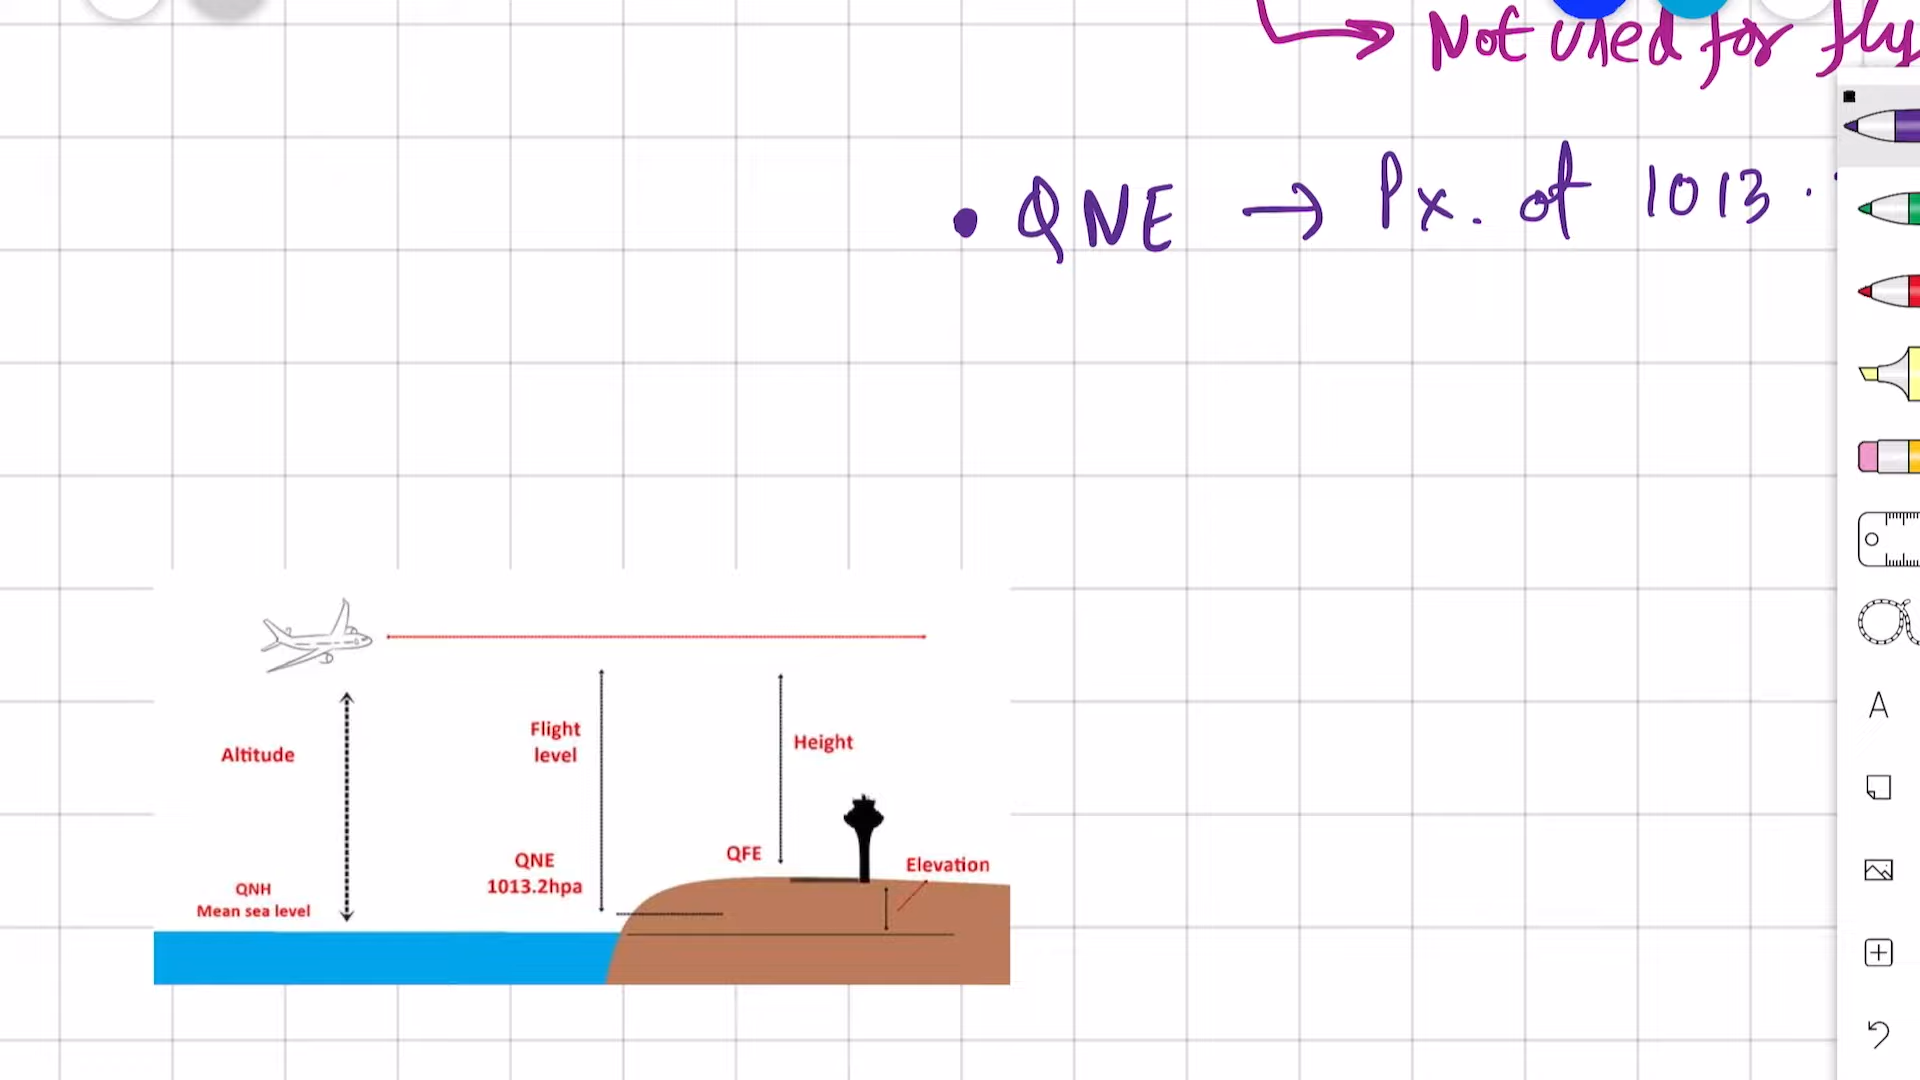 Not used for fly
• QNE → Px. of 1013.
Altitude
Flight
level
Height
QNE
1013.2hpa
QFE
Elevation
QNH
Mean sea level
A